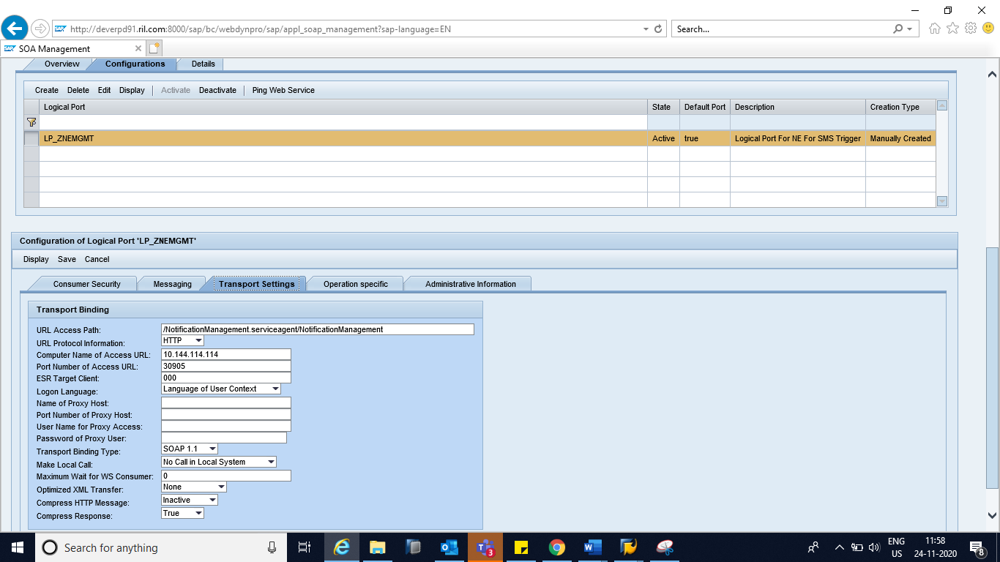 http://deverpd91.ril.com:8000/sap/bc/webdynpro/sap/appl_soap_management?sap-language=EN
Search...
SAP SOA Management
Overview Configurations Details
Create Delete Edit Display Activate Deactivate Ping Web Service
Logical Port State Default Port Description Creation Type
LP_ZNEMGMT Active true Logical Port For NE For SMS Trigger Manually Created
Configuration of Logical Port 'LP_ZNEMGMT'
Display Save Cancel
Consumer Security Messaging Transport Settings Operation specific Administrative Information
Transport Binding
URL Access Path: /NotificationManagement.serviceagent/NotificationManagement
URL Protocol Information: HTTP
Computer Name of Access URL: 10.144.114.114
Port Number of Access URL: 30905
ESR Target Client: 000
Logon Language: Language of User Context
Name of Proxy Host:
Port Number of Proxy Host:
User Name for Proxy Access:
Password of Proxy User:
Transport Binding Type: SOAP 1.1
Make Local Call: No Call in Local System
Maximum Wait for WS Consumer: 0
Optimized XML Transfer: None
Compress HTTP Message: Inactive
Compress Response: True
Search for anything
3
ENG 11:58
US 24-11-2020
8